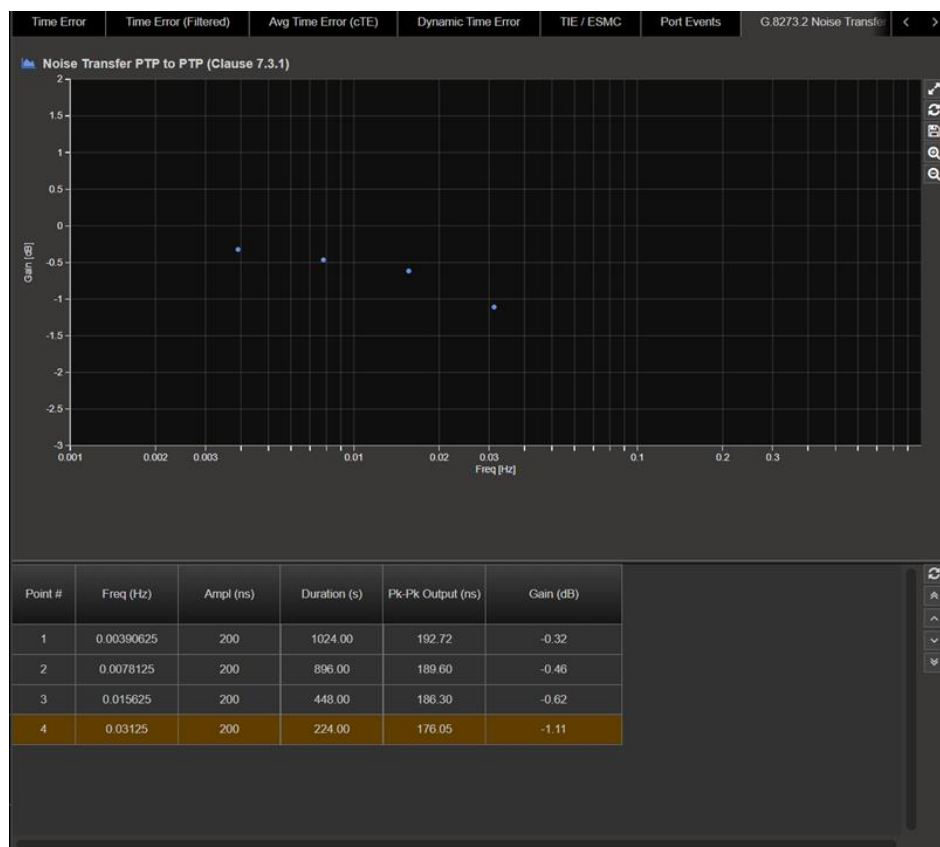 Time Error Time Error (Filtered) Avg Time Error (cTE) Dynamic Time Error TIE / ESMC Port Events G.8273.2 Noise Transfer
Noise Transfer PTP to PTP (Clause 7.3.1)
2
1.5
1
0.5
0
-0.5
-1
-1.5
-2
-2.5
-3
Gain [dB]
0.001 0.002 0.003 0.01 0.02 0.03 0.1 0.2 0.3
Freq [Hz]
Point # Freq (Hz) Ampl (ns) Duration (s) Pk-Pk Output (ns) Gain (dB)
1 0.00390625 200 1024.00 192.72 -0.32
2 0.0078125 200 896.00 189.60 -0.46
3 0.015625 200 448.00 186.30 -0.62
4 0.03125 200 224.00 176.05 -1.11